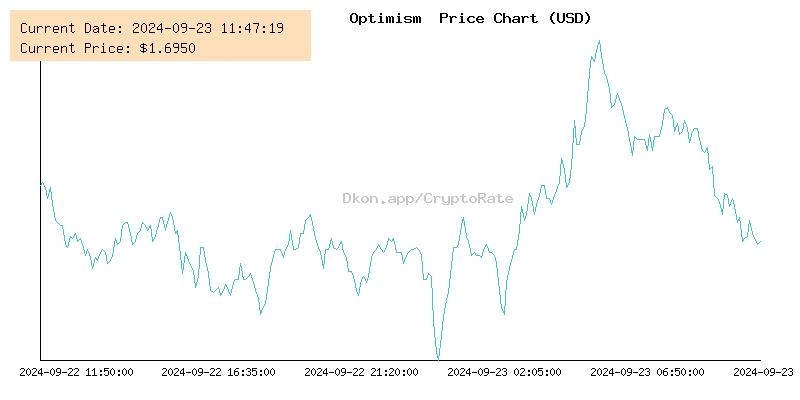 Optimism Price Chart (USD)
Current Date: 2024-09-23 11:47:19
Current Price: $1.6950
Dkon.app/CryptoRate
2024-09-22 11:50:00 2024-09-22 16:35:00 2024-09-22 21:20:00 2024-09-23 02:05:00 2024-09-23 06:50:00 2024-09-23